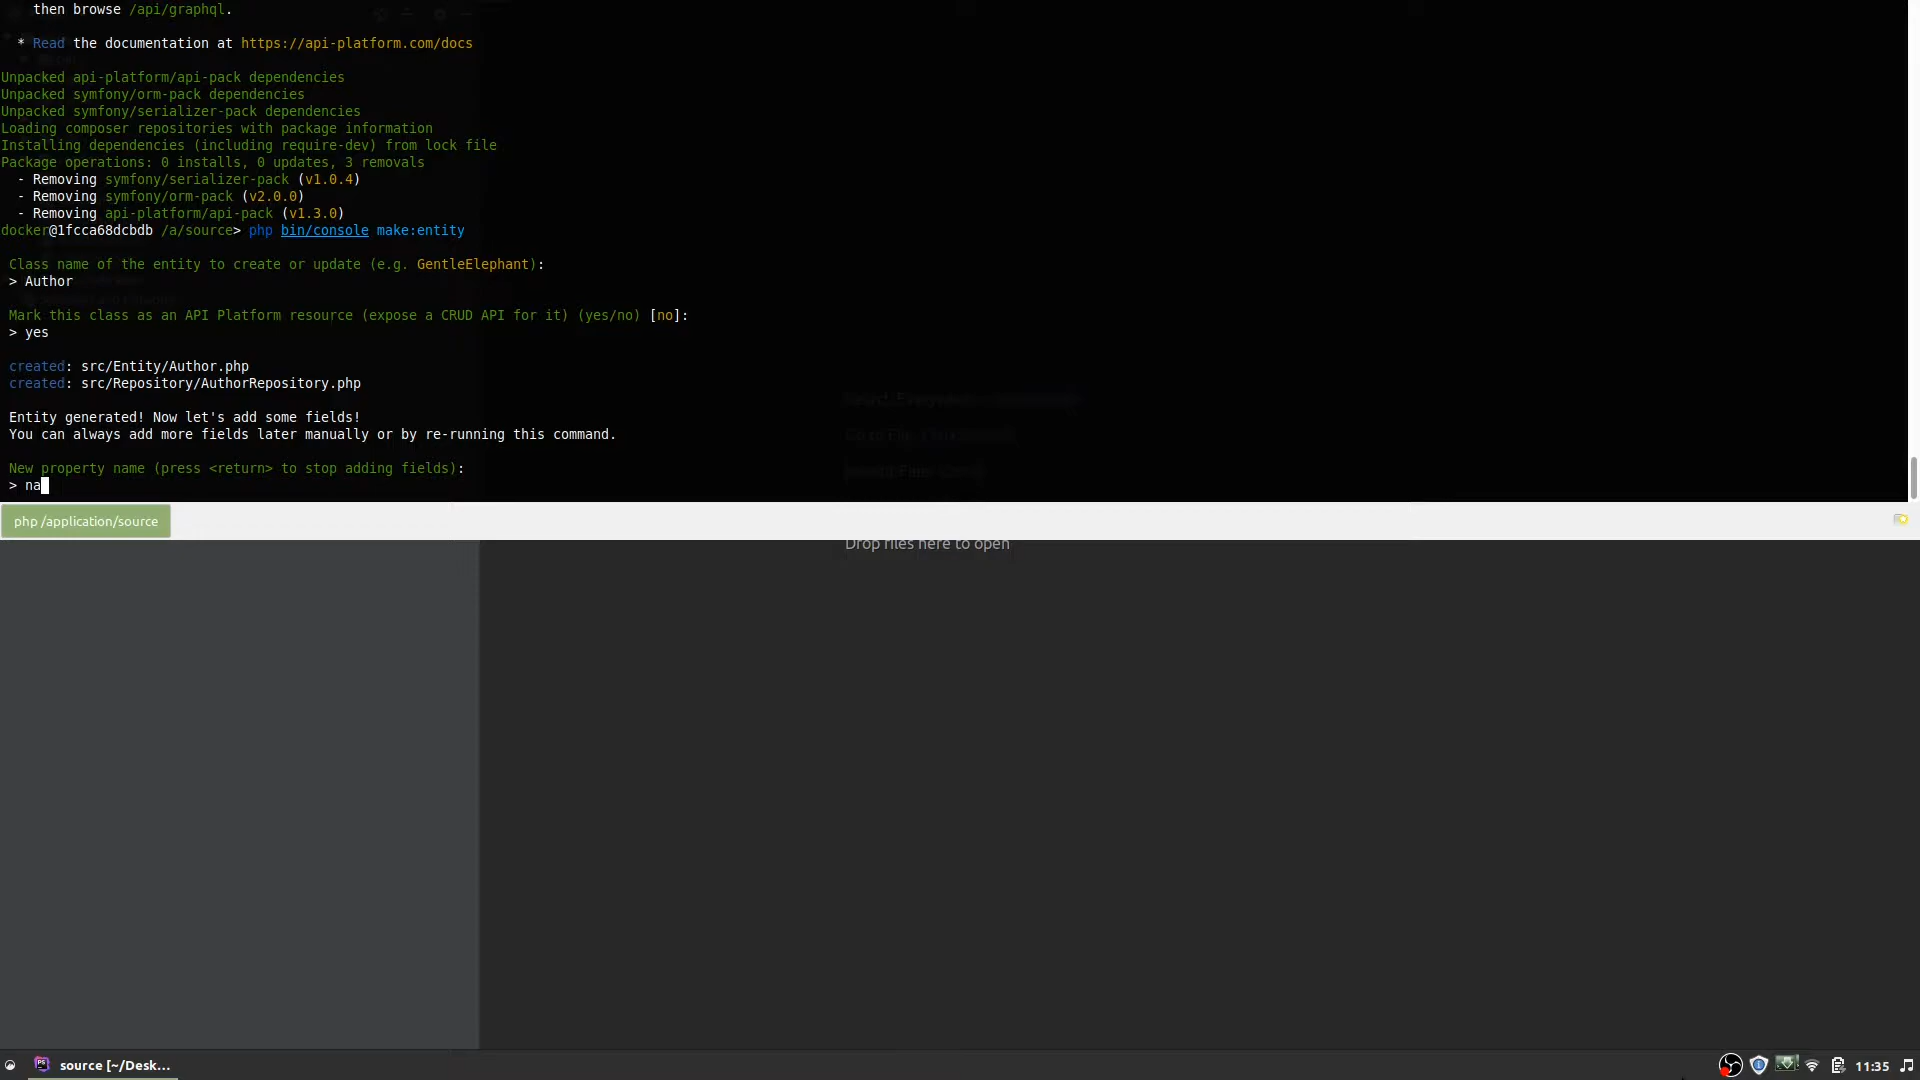 then browse /api/graphql.
* Read the documentation at https://api-platform.com/docs
Unpacked api-platform/api-pack dependencies
Unpacked symfony/orm-pack dependencies
Unpacked symfony/serializer-pack dependencies
Loading composer repositories with package information
Installing dependencies (including require-dev) from lock file
Package operations: 0 installs, 0 updates, 3 removals
- Removing symfony/serializer-pack (v1.0.4)
- Removing symfony/orm-pack (v2.0.0)
- Removing api-platform/api-pack (v1.3.0)
docker@1fcca68dcbdb /a/source> php bin/console make:entity
Class name of the entity to create or update (e.g. GentleElephant):
> Author
Mark this class as an API Platform resource (expose a CRUD API for it) (yes/no) [no]:
> yes
created: src/Entity/Author.php
created: src/Repository/AuthorRepository.php
Entity generated! Now let's add some fields!
You can always add more fields later manually or by re-running this command.
New property name (press <return> to stop adding fields):
> na
php /application/source
Drop files here to open
source [~/Desk...
11:35